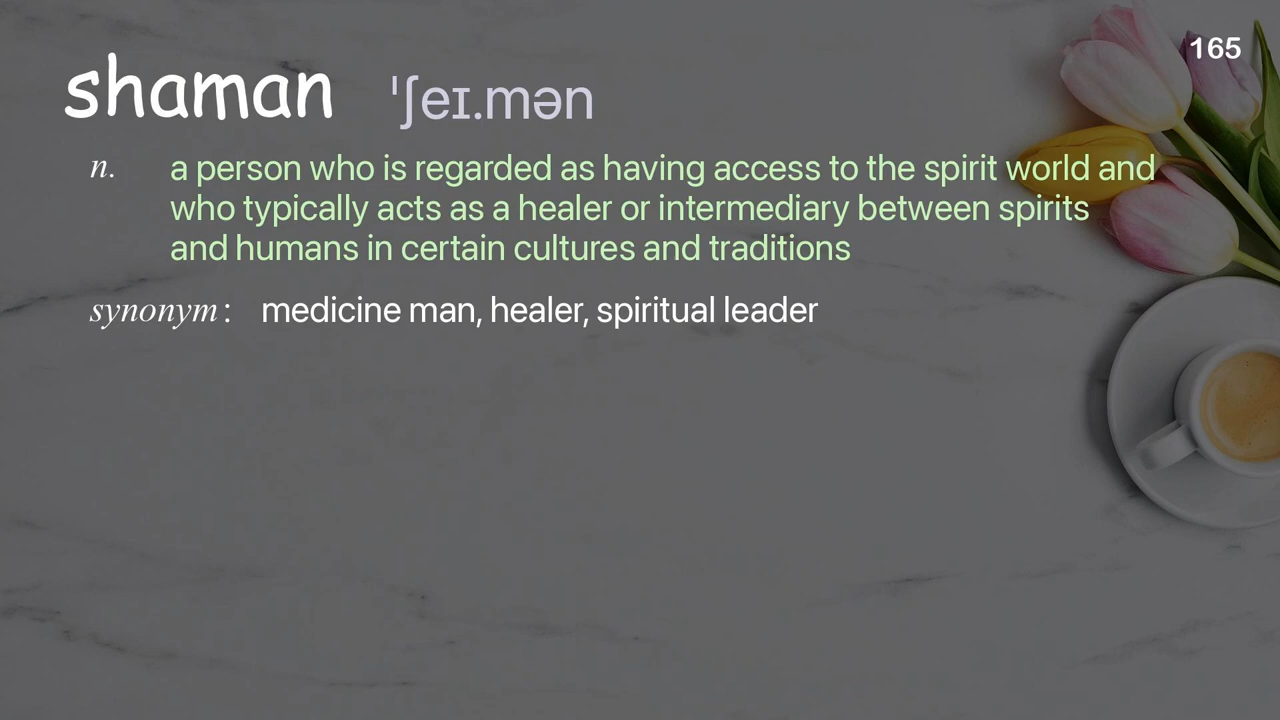 165
shaman ˈʃeɪ.mən
n. a person who is regarded as having access to the spirit world and
who typically acts as a healer or intermediary between spirits
and humans in certain cultures and traditions
synonym: medicine man, healer, spiritual leader